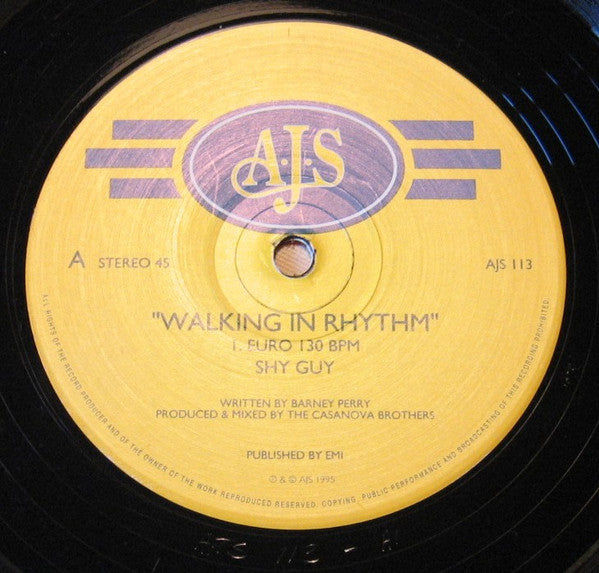 A.J.S
A STEREO 45
AJS 113
"WALKING IN RHYTHM"
1. EURO 130 BPM
SHY GUY
WRITTEN BY BARNEY PERRY
PRODUCED & MIXED BY THE CASANOVA BROTHERS
PUBLISHED BY EMI
℗ & © AJS 1995
ALL RIGHTS OF THE RECORD PRODUCER AND OF THE OWNER OF THE WORK REPRODUCED RESERVED. COPYING, PUBLIC PERFORMANCE AND BROADCASTING OF THIS RECORDING PROHIBITED.